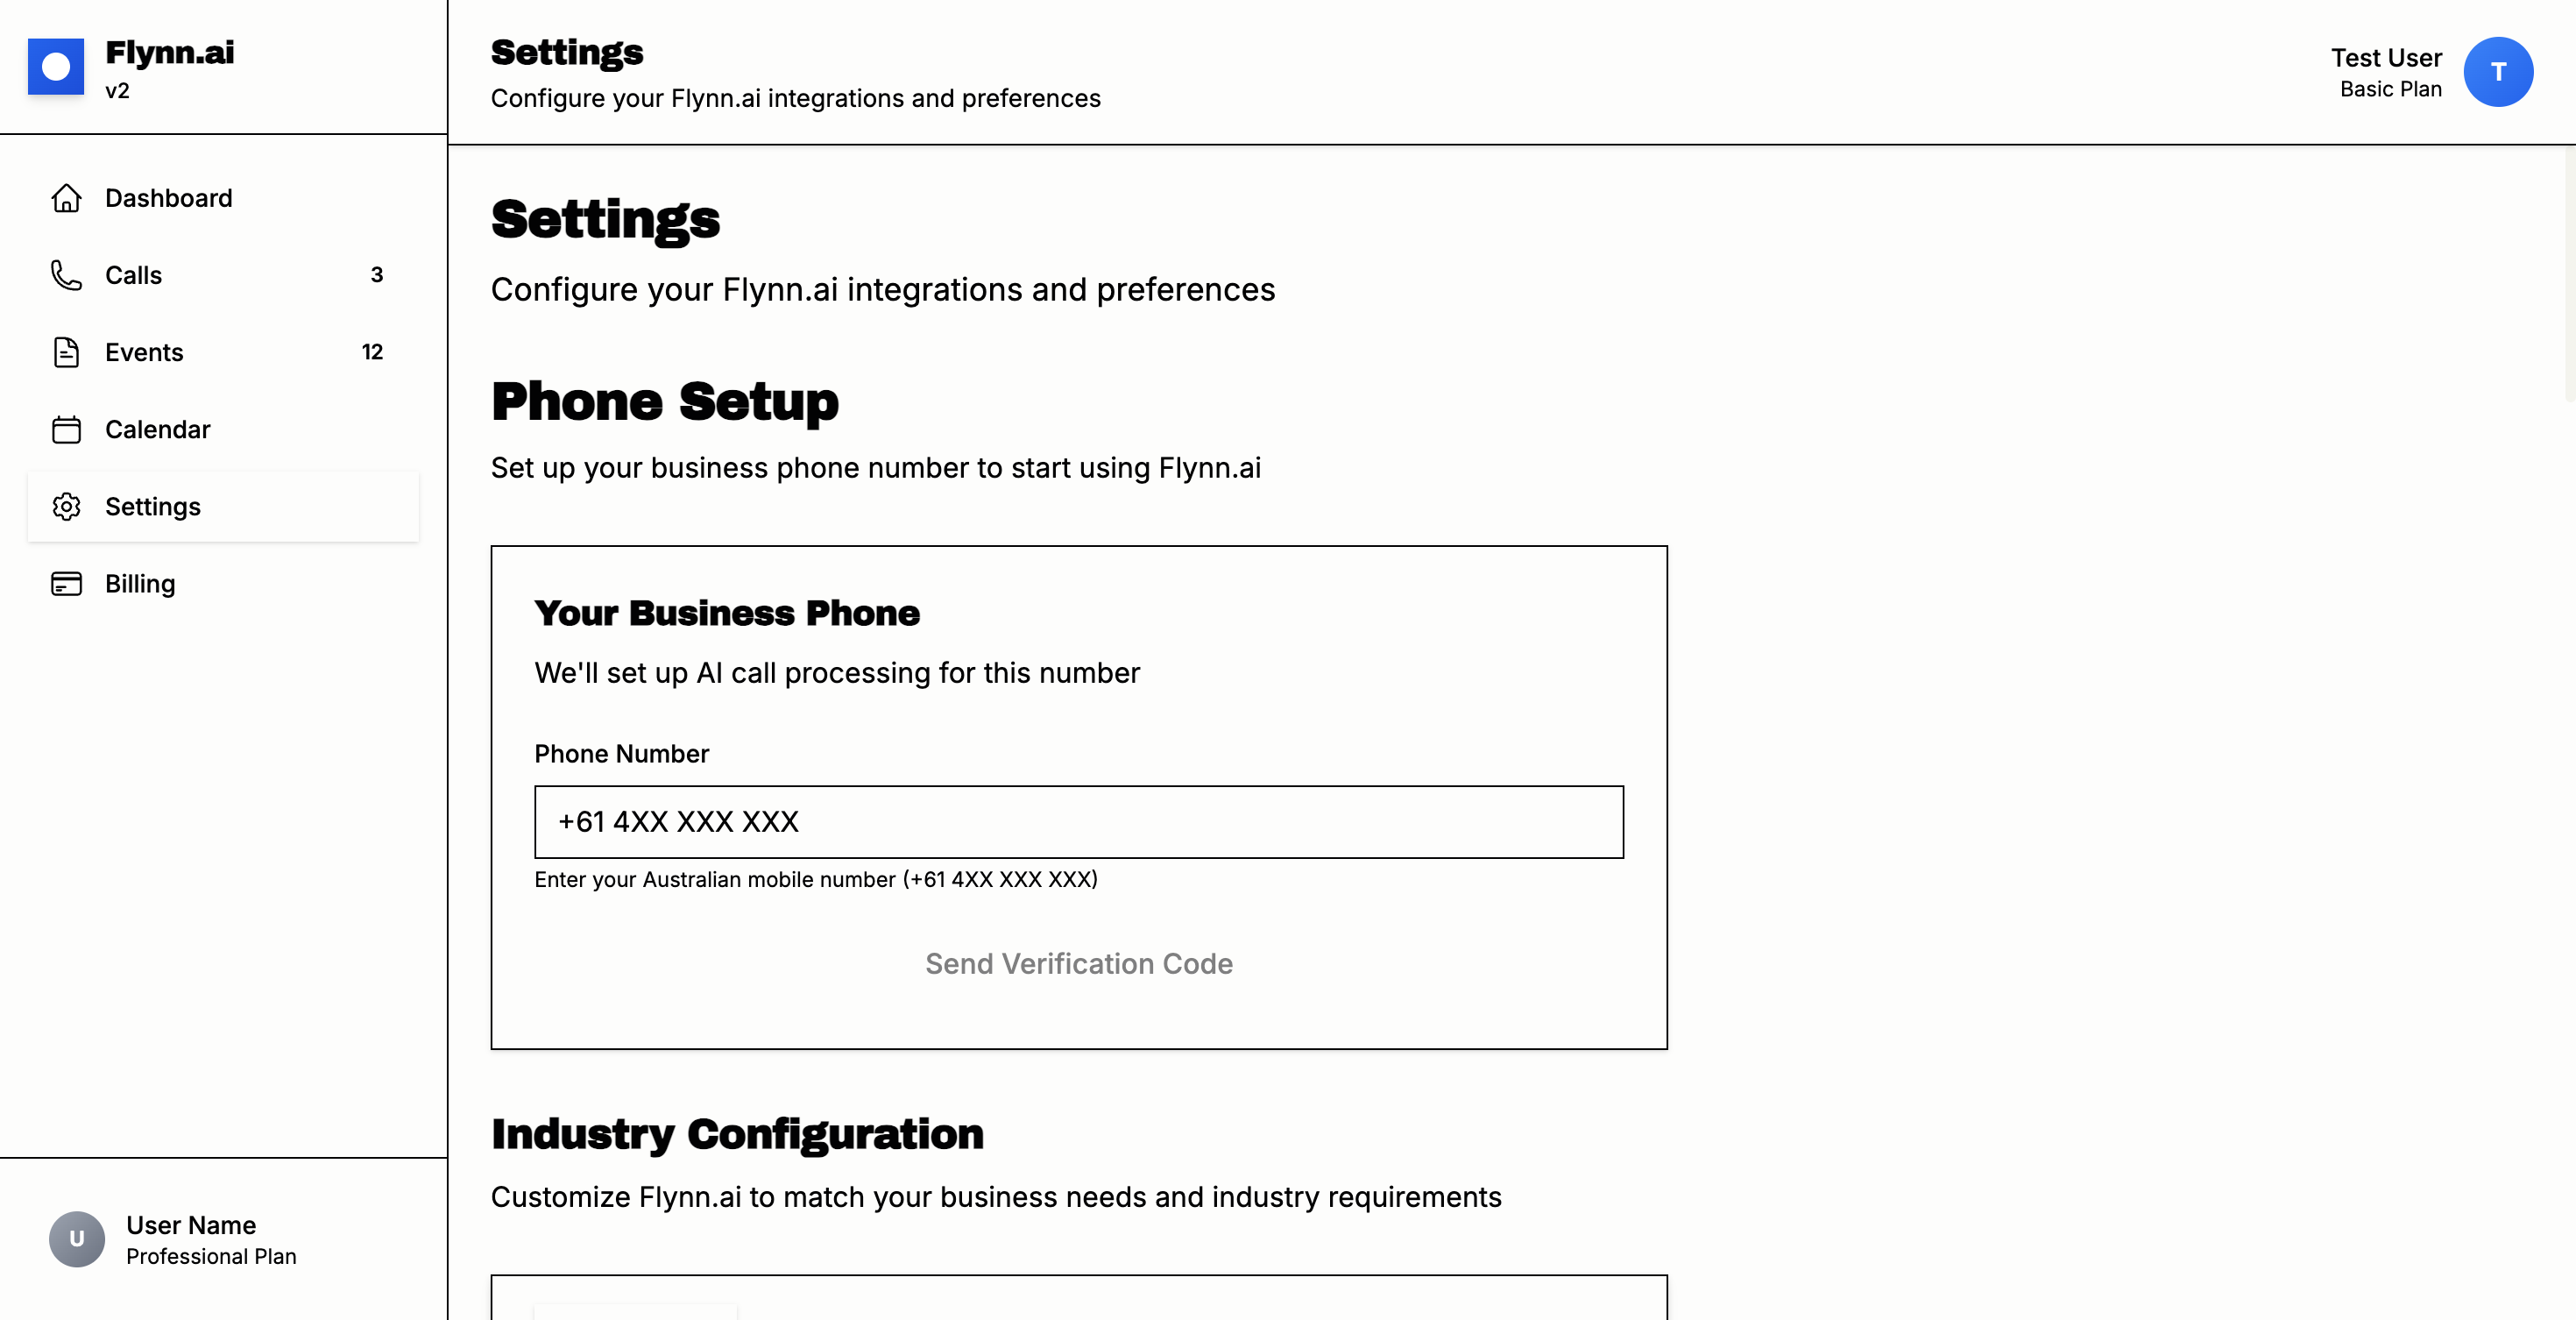 Flynn.ai
v2
Dashboard
Calls 3
Events 12
Calendar
Settings
Billing
U
User Name
Professional Plan
Settings
Configure your Flynn.ai integrations and preferences
Test User
Basic Plan
T
Settings
Configure your Flynn.ai integrations and preferences
Phone Setup
Set up your business phone number to start using Flynn.ai
Your Business Phone
We'll set up AI call processing for this number
Phone Number
+61 4XX XXX XXX
Enter your Australian mobile number (+61 4XX XXX XXX)
Send Verification Code
Industry Configuration
Customize Flynn.ai to match your business needs and industry requirements